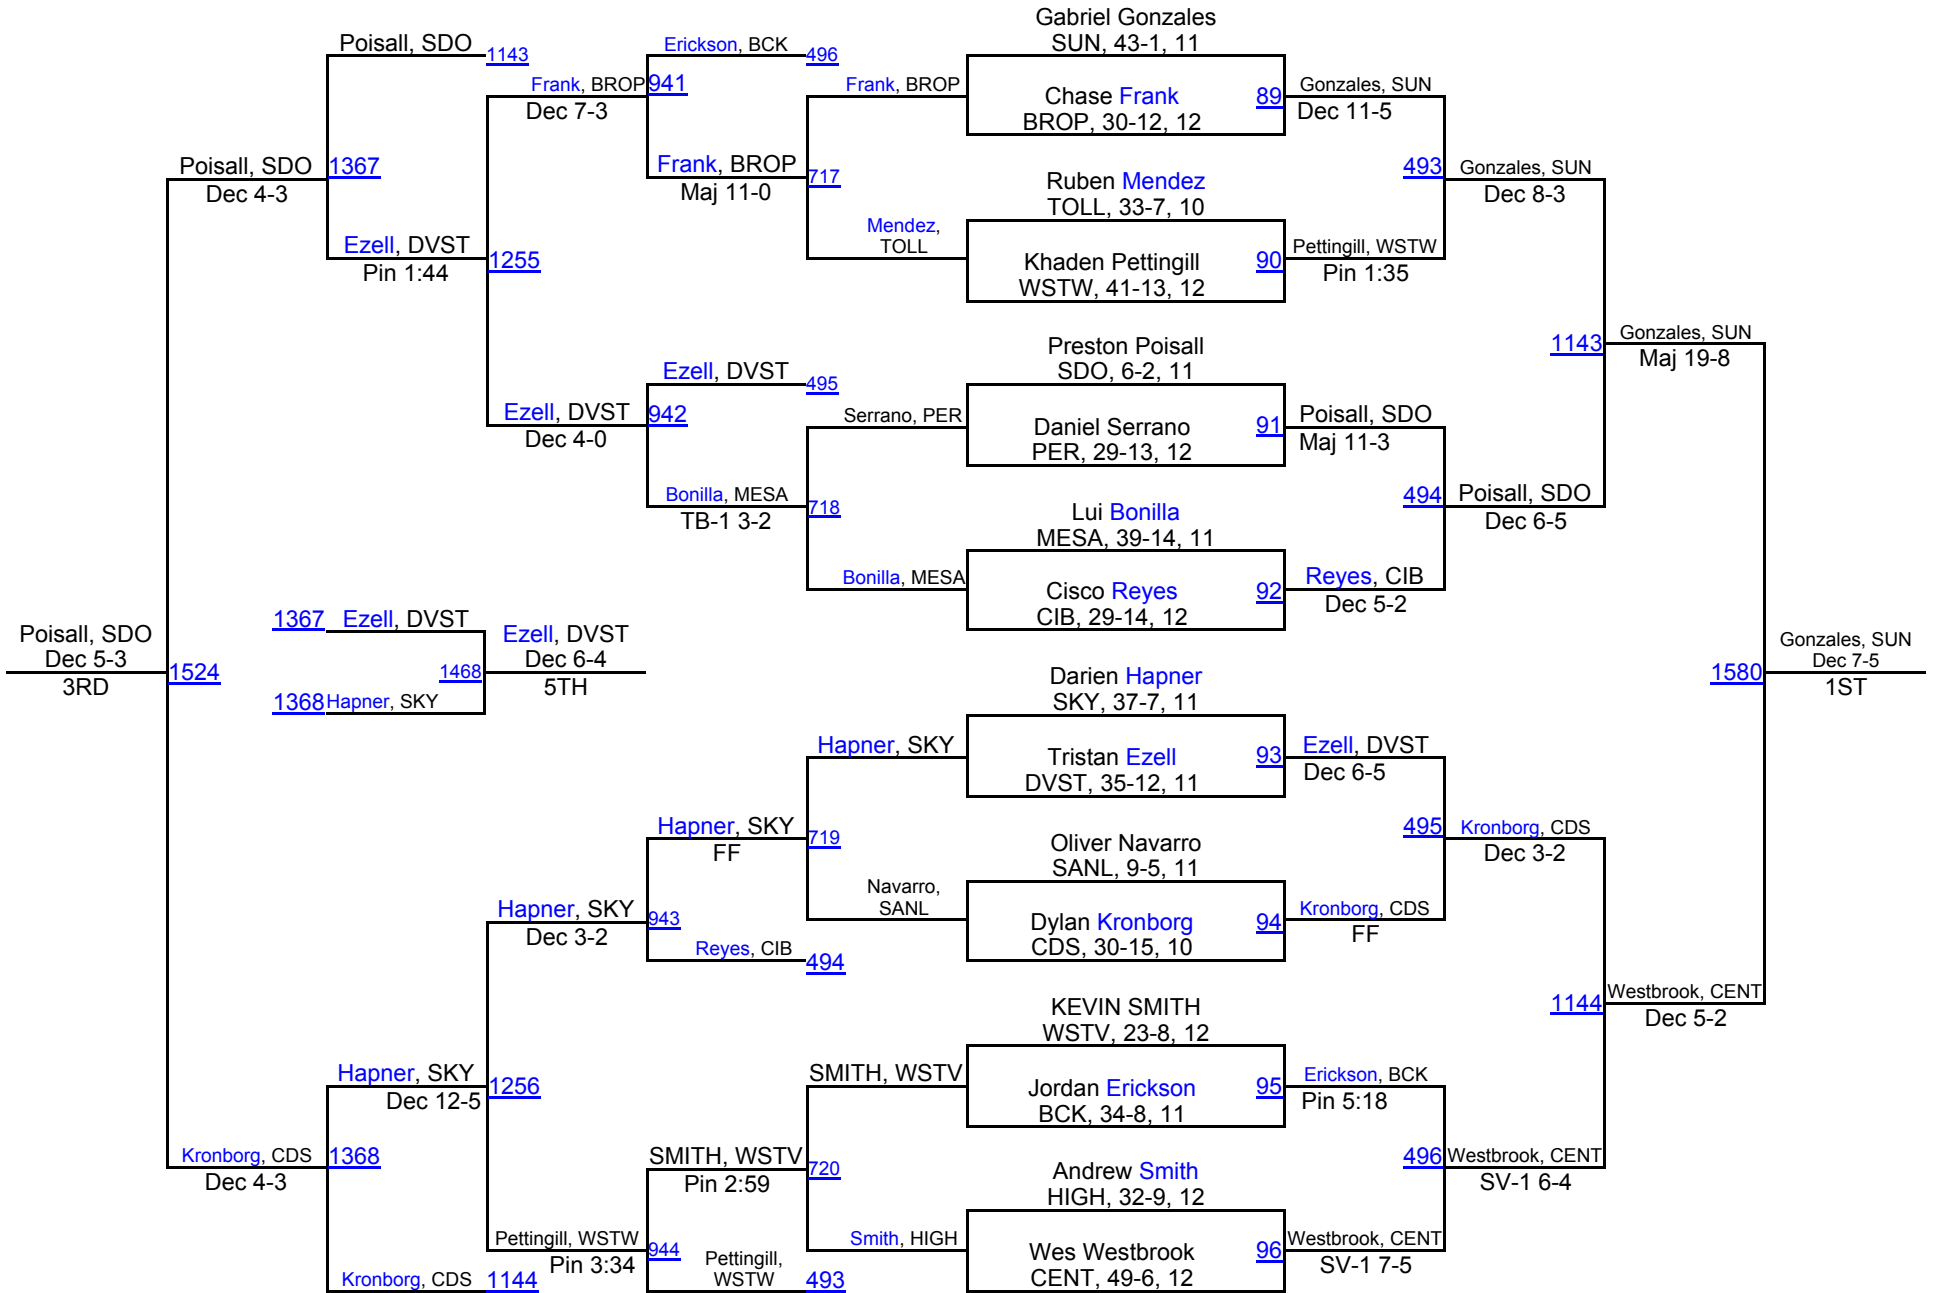 Gabriel Gonzales
SUN, 43-1, 11
Poisall, SDO
1143
Erickson, BCK
496
Frank, BROP
941
Dec 7-3
Frank, BROP
Chase Frank
BROP, 30-12, 12
89
Gonzales, SUN
Dec 11-5
Poisall, SDO
Dec 4-3
1367
Frank, BROP
Maj 11-0
717
Ruben Mendez
TOLL, 33-7, 10
493
Gonzales, SUN
Dec 8-3
Ezell, DVST
Pin 1:44
1255
Mendez,
TOLL
Khaden Pettingill
WSTW, 41-13, 12
90
Pettingill, WSTW
Pin 1:35
Preston Poisall
SDO, 6-2, 11
1143
Gonzales, SUN
Maj 19-8
Ezell, DVST
495
Ezell, DVST
Dec 4-0
942
Serrano, PER
Daniel Serrano
PER, 29-13, 12
91
Poisall, SDO
Maj 11-3
Bonilla, MESA
TB-1 3-2
718
Lui Bonilla
MESA, 39-14, 11
494
Poisall, SDO
Dec 6-5
Bonilla, MESA
Cisco Reyes
CIB, 29-14, 12
92
Reyes, CIB
Dec 5-2
Poisall, SDO
Dec 5-3
3RD
1524
1367
Ezell, DVST
1368
Hapner, SKY
1468
Ezell, DVST
Dec 6-4
5TH
Darien Hapner
SKY, 37-7, 11
1580
Gonzales, SUN
Dec 7-5
1ST
Hapner, SKY
Tristan Ezell
DVST, 35-12, 11
93
Ezell, DVST
Dec 6-5
Hapner, SKY
FF
719
Oliver Navarro
SANL, 9-5, 11
495
Kronborg, CDS
Dec 3-2
Hapner, SKY
Dec 3-2
943
Navarro,
SANL
Dylan Kronborg
CDS, 30-15, 10
94
Kronborg, CDS
FF
Reyes, CIB
494
KEVIN SMITH
WSTV, 23-8, 12
1144
Westbrook, CENT
Dec 5-2
Hapner, SKY
Dec 12-5
1256
SMITH, WSTV
Jordan Erickson
BCK, 34-8, 11
95
Erickson, BCK
Pin 5:18
Kronborg, CDS
Dec 4-3
1368
SMITH, WSTV
Pin 2:59
720
Andrew Smith
HIGH, 32-9, 12
496
Westbrook, CENT
SV-1 6-4
Pettingill, WSTW
Pin 3:34
944
Smith, HIGH
Wes Westbrook
CENT, 49-6, 12
96
Westbrook, CENT
SV-1 7-5
Kronborg, CDS
1144
Pettingill,
WSTW
493